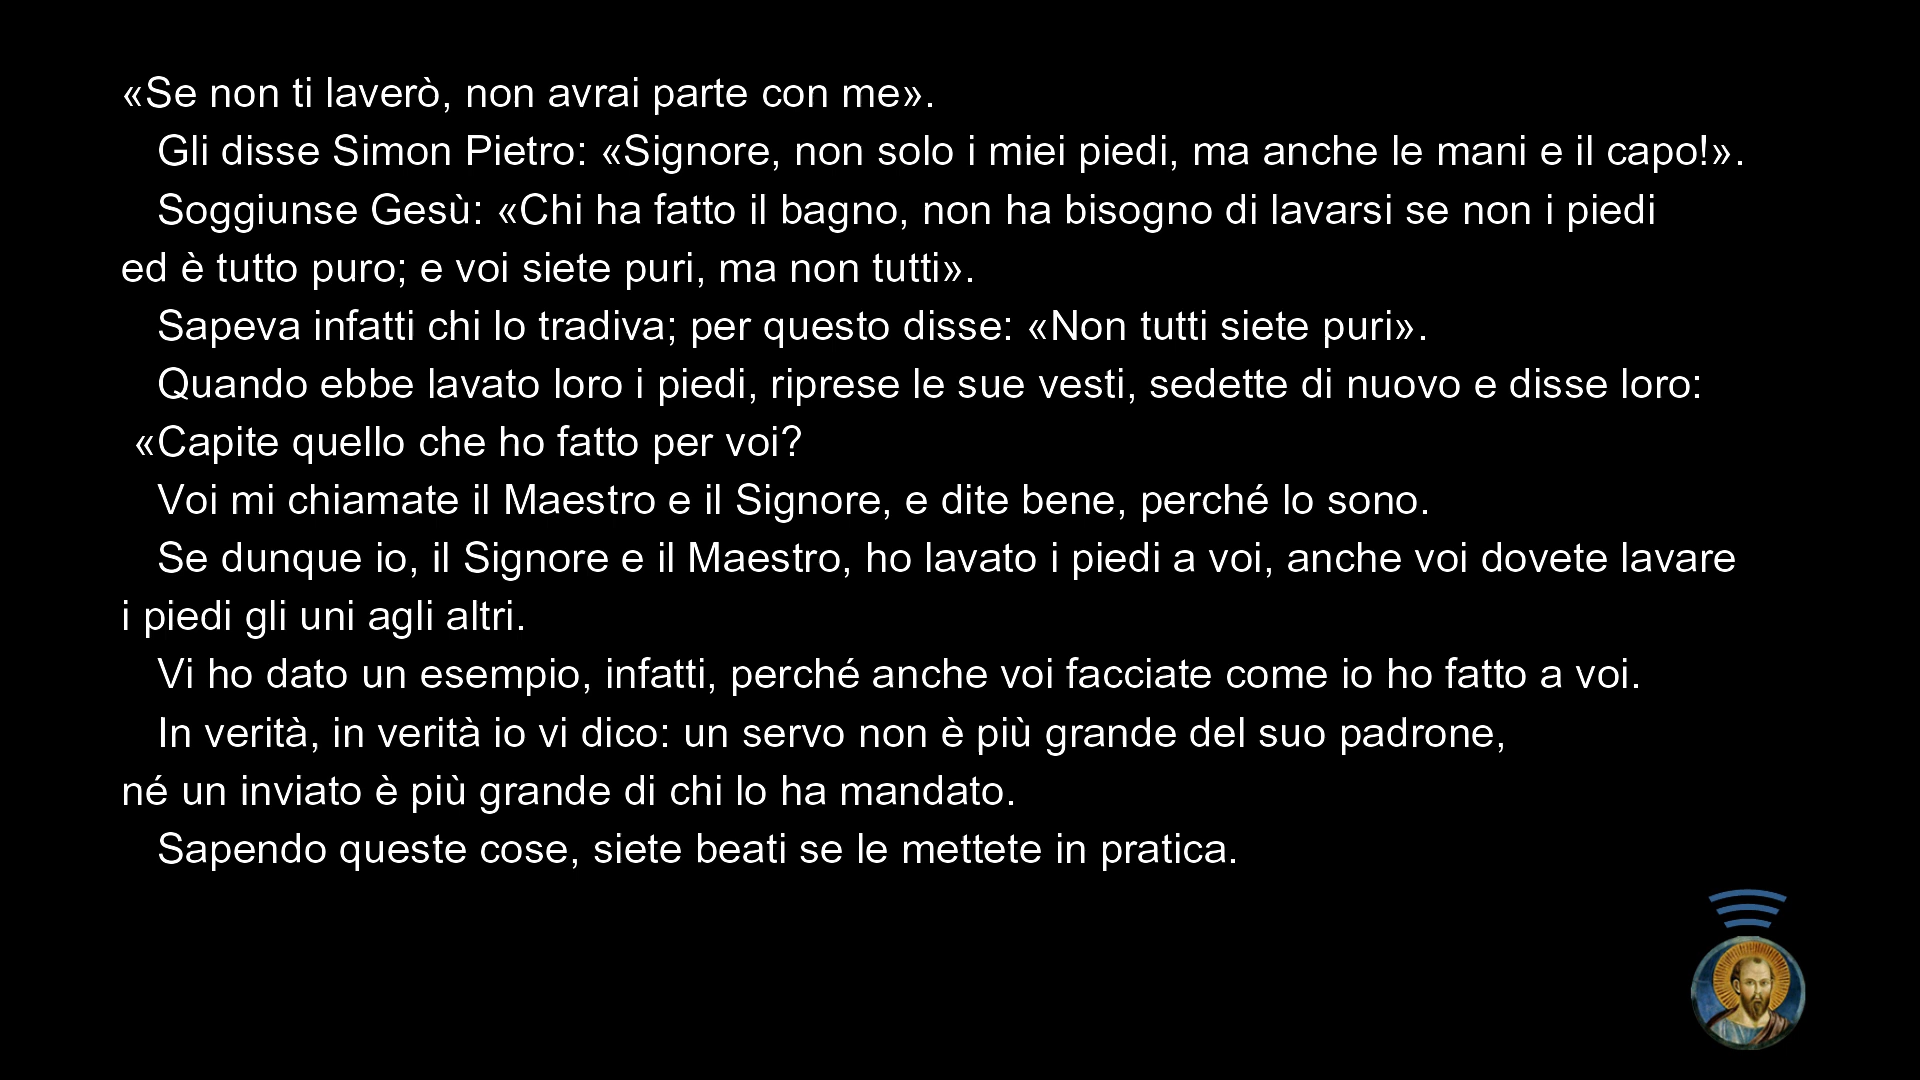 «Se non ti laverò, non avrai parte con me».
Gli disse Simon Pietro: «Signore, non solo i miei piedi, ma anche le mani e il capo!».
Soggiunse Gesù: «Chi ha fatto il bagno, non ha bisogno di lavarsi se non i piedi
ed è tutto puro; e voi siete puri, ma non tutti».
Sapeva infatti chi lo tradiva; per questo disse: «Non tutti siete puri».
Quando ebbe lavato loro i piedi, riprese le sue vesti, sedette di nuovo e disse loro:
«Capite quello che ho fatto per voi?
Voi mi chiamate il Maestro e il Signore, e dite bene, perché lo sono.
Se dunque io, il Signore e il Maestro, ho lavato i piedi a voi, anche voi dovete lavare
i piedi gli uni agli altri.
Vi ho dato un esempio, infatti, perché anche voi facciate come io ho fatto a voi.
In verità, in verità io vi dico: un servo non è più grande del suo padrone,
né un inviato è più grande di chi lo ha mandato.
Sapendo queste cose, siete beati se le mettete in pratica.